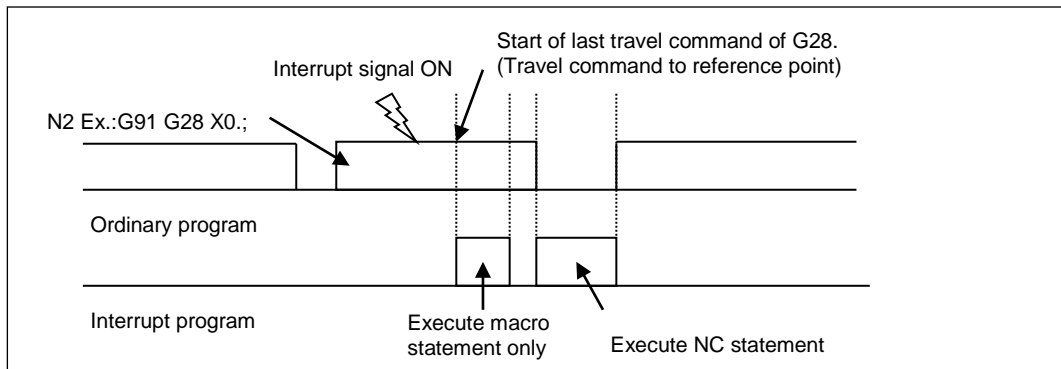 Start of last travel command of G28.
(Travel command to reference point)
Interrupt signal ON
N2 Ex.:G91 G28 X0.;
Ordinary program
Interrupt program
Execute macro
statement only
Execute NC statement